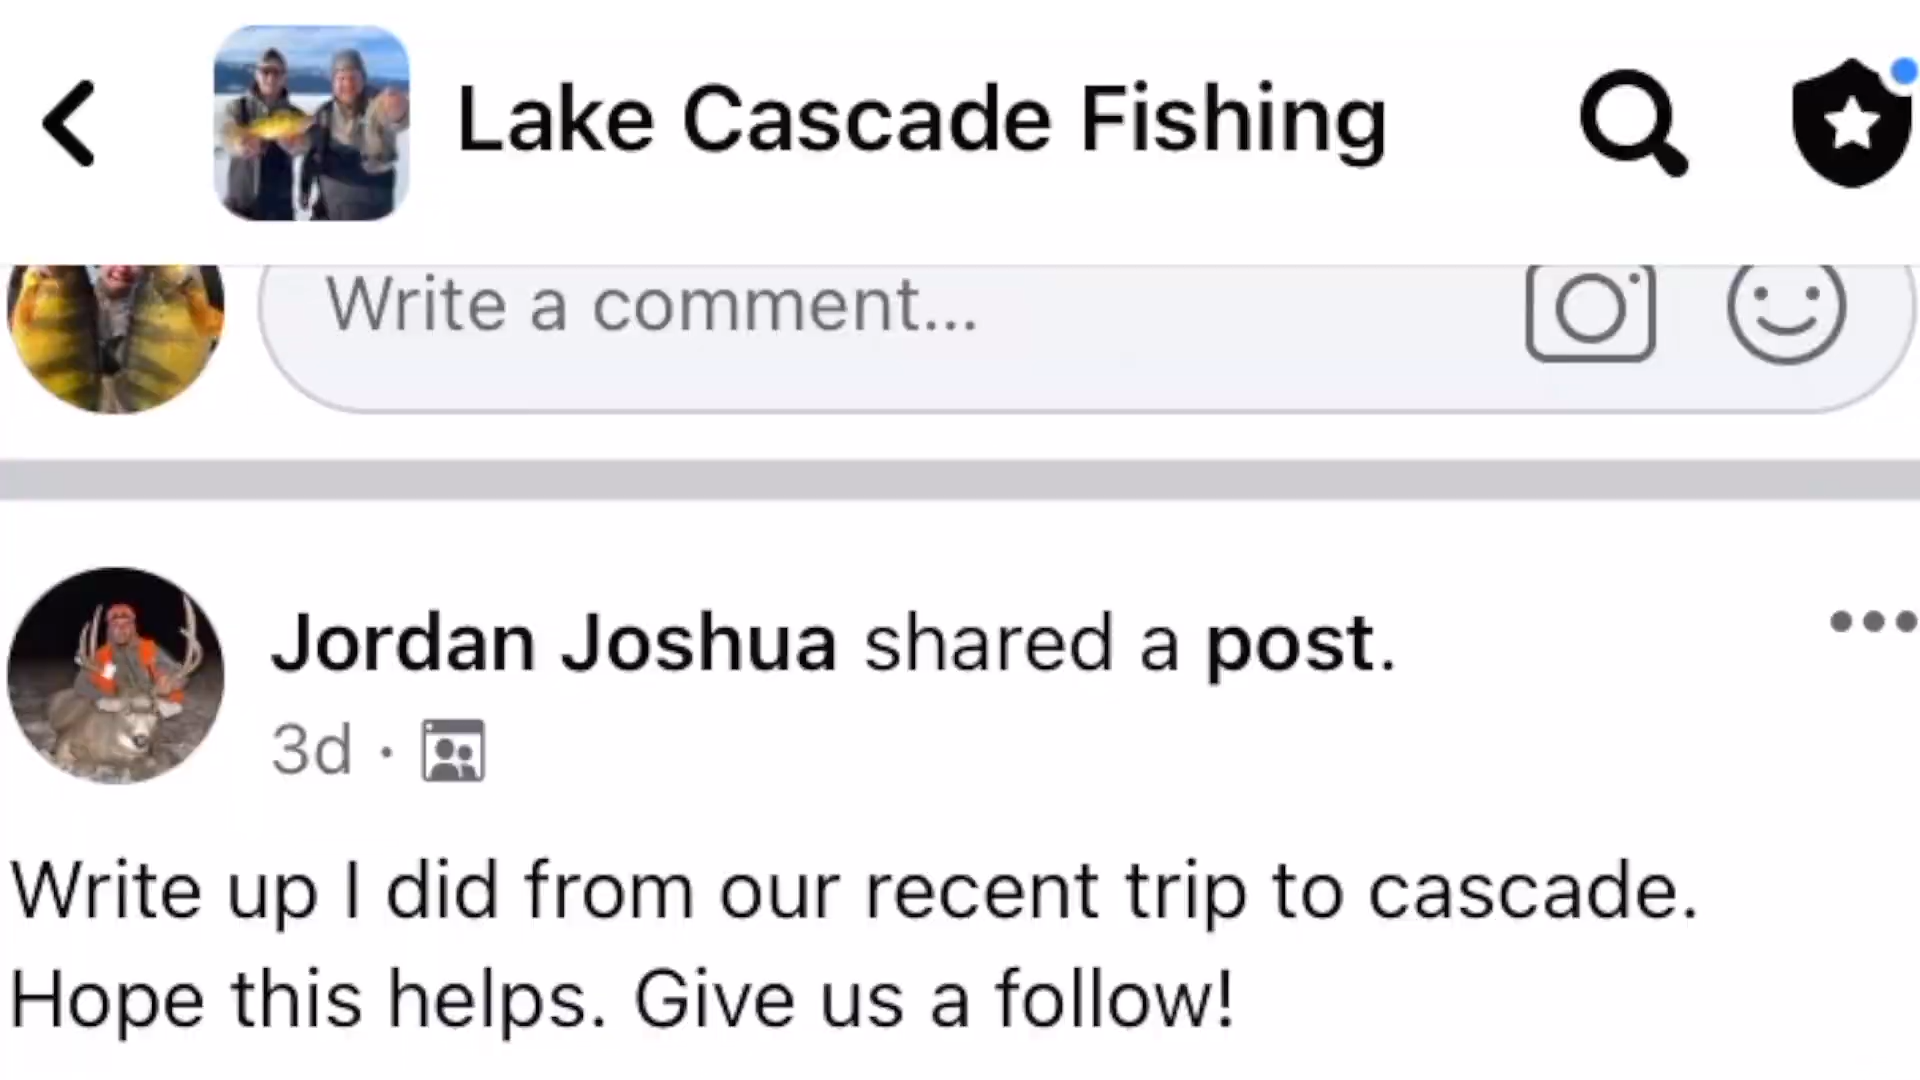 Lake Cascade Fishing
Write a comment...
Jordan Joshua shared a post.
3d ·
Write up I did from our recent trip to cascade.
Hope this helps. Give us a follow!